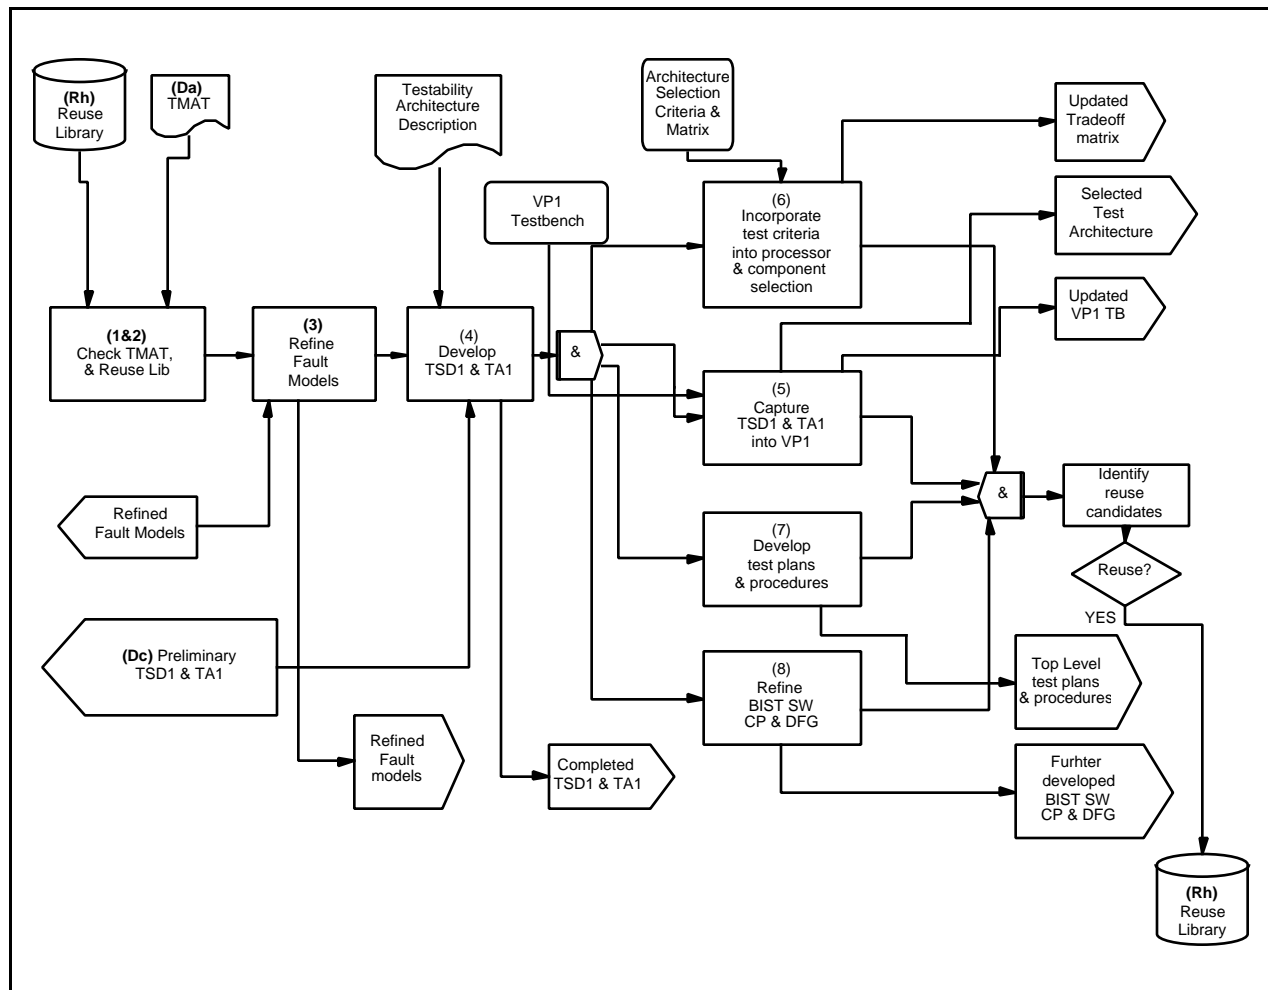 (Rh)
Reuse
Library
(Da)
TMAT
Testability
Architecture
Description
Architecture
Selection
Criteria &
Matrix
Updated
Tradeoff
matrix
VP1
Testbench
(6)
Incorporate
test criteria
into processor
& component
selection
Selected
Test
Architecture
Updated
VP1 TB
(1&2)
Check TMAT,
& Reuse Lib
(3)
Refine
Fault
Models
(4)
Develop
TSD1 & TA1
&
(5)
Capture
TSD1 & TA1
into VP1
&
Identify
reuse
candidates
Refined
Fault Models
(7)
Develop
test plans
& procedures
Reuse?
YES
(Dc) Preliminary
TSD1 & TA1
(8)
Refine
BIST SW
CP & DFG
Top Level
test plans
& procedures
Refined
Fault
models
Completed
TSD1 & TA1
Furhter
developed
BIST SW
CP & DFG
(Rh)
Reuse
Library